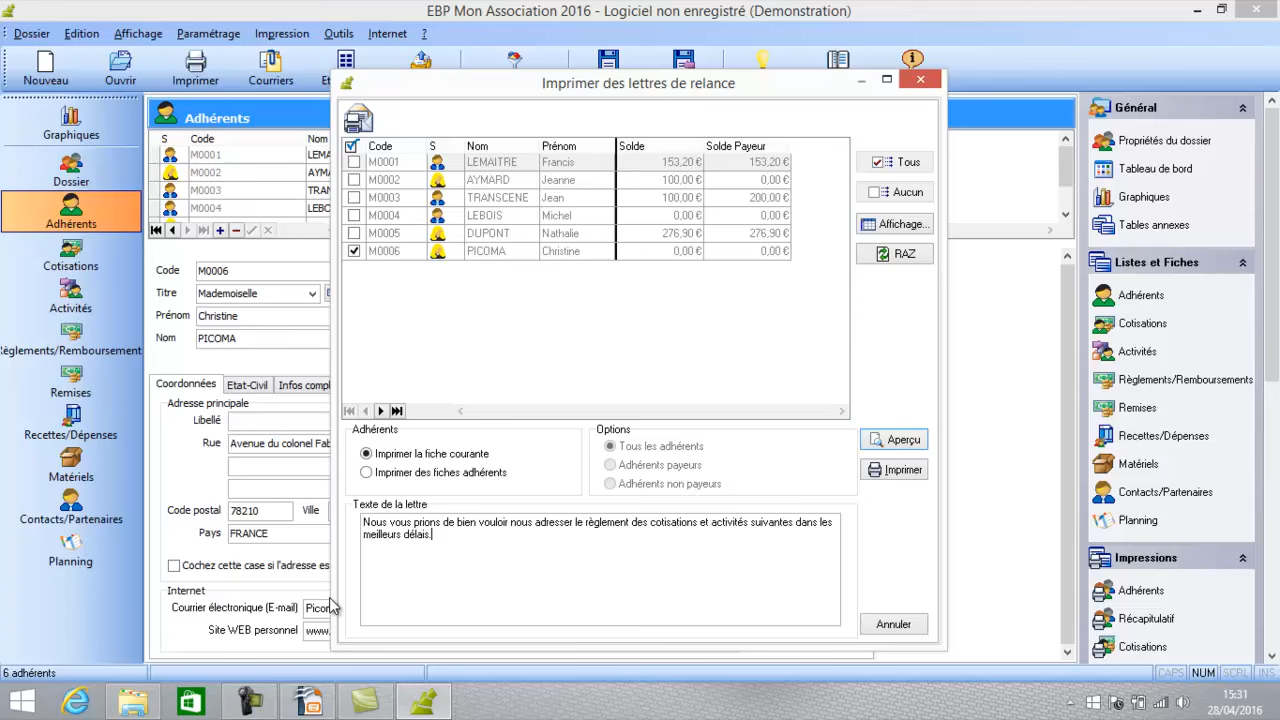 EBP Mon Association 2016 - Logiciel non enregistré (Demonstration)
Dossier Edition Affichage Paramétrage Impression Outils Internet ?
Nouveau Ouvrir Imprimer Courriers
Imprimer des lettres de relance
Graphiques
Dossier
Adhérents
Cotisations
Activités
Règlements/Remboursement
Remises
Recettes/Dépenses
Matériels
Contacts/Partenaires
Planning
Adhérents
S Code Nom
M0001 LEMA
M0002 AYM
M0003 TRAN
M0004 LEBO
Code M0006
Titre Mademoiselle
Prénom Christine
Nom PICOMA
Coordonnées Etat-Civil Infos compl
Adresse principale
Libellé
Rue Avenue du colonel Fab
Code postal 78210 Ville
Pays FRANCE
Cochez cette case si l'adresse es
Internet
Courrier électronique (E-mail) Picor
Site WEB personnel www.
Code S Nom Prénom Solde Solde Payeur
M0001 LEMAITRE Francis 153,20 € 153,20 €
M0002 AYMARD Jeanne 100,00 € 0,00 €
M0003 TRANSCENE Jean 100,00 € 200,00 €
M0004 LEBOIS Michel 0,00 € 0,00 €
M0005 DUPONT Nathalie 276,90 € 276,90 €
M0006 PICOMA Christine 0,00 € 0,00 €
Tous
Aucun
Affichage...
RAZ
Adhérents
Imprimer la fiche courante
Imprimer des fiches adhérents
Options
Tous les adhérents
Adhérents payeurs
Adhérents non payeurs
Aperçu
Imprimer
Texte de la lettre
Nous vous prions de bien vouloir nous adresser le règlement des cotisations et activités suivantes dans les
meilleurs délais.
Annuler
Général
Propriétés du dossier
Tableau de bord
Graphiques
Tables annexes
Listes et Fiches
Adhérents
Cotisations
Activités
Règlements/Remboursements
Remises
Recettes/Dépenses
Matériels
Contacts/Partenaires
Planning
Impressions
Adhérents
Récapitulatif
Cotisations
6 adhérents
CAPS NUM SCRL INS
15:31
28/04/2016